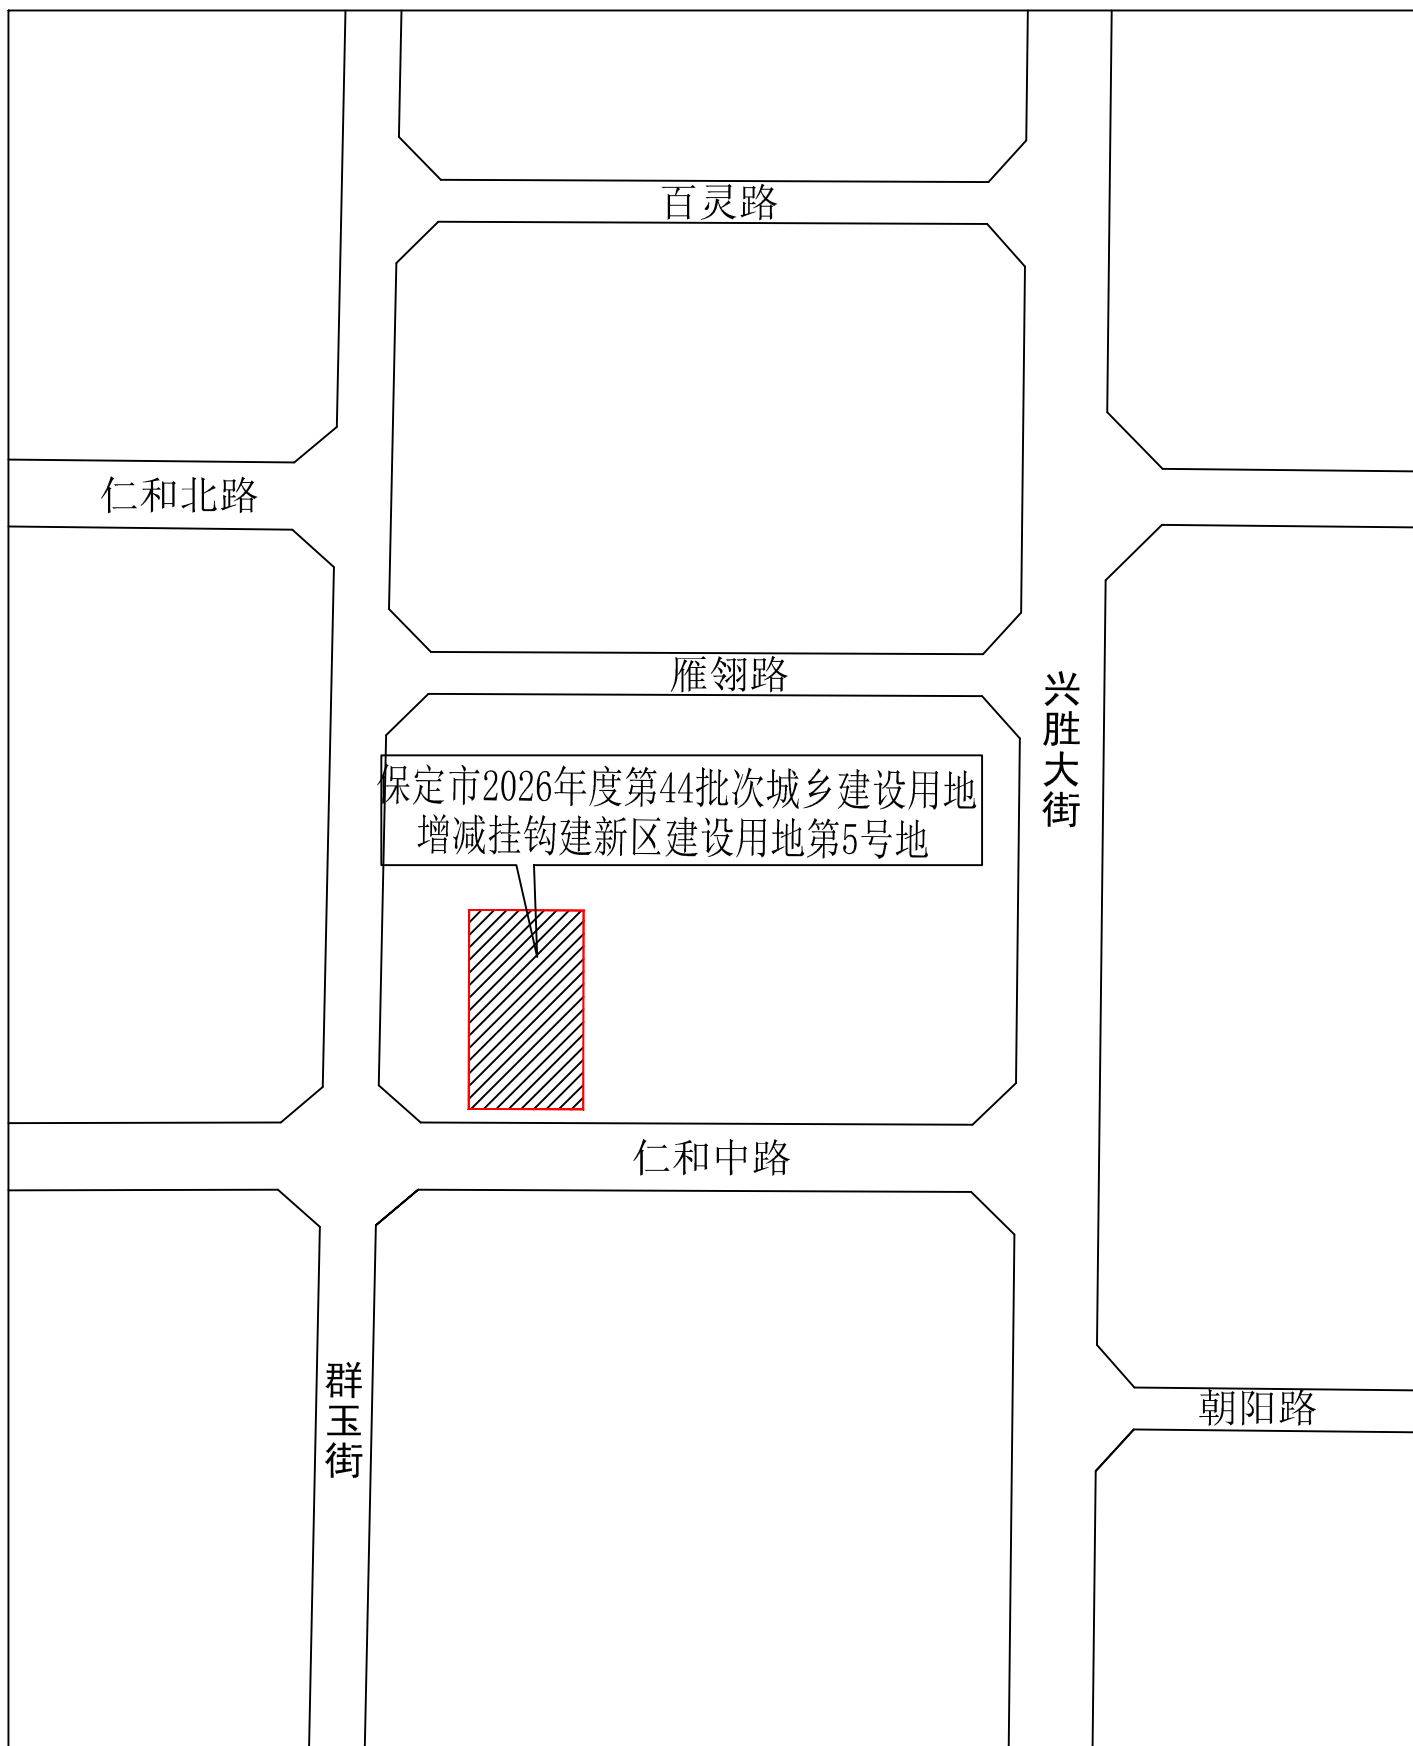 百灵路
仁和北路
雁翎路
兴胜大街
保定市2026年度第44批次城乡建设用地
增减挂钩建新区建设用地第5号地
仁和中路
群玉街
朝阳路